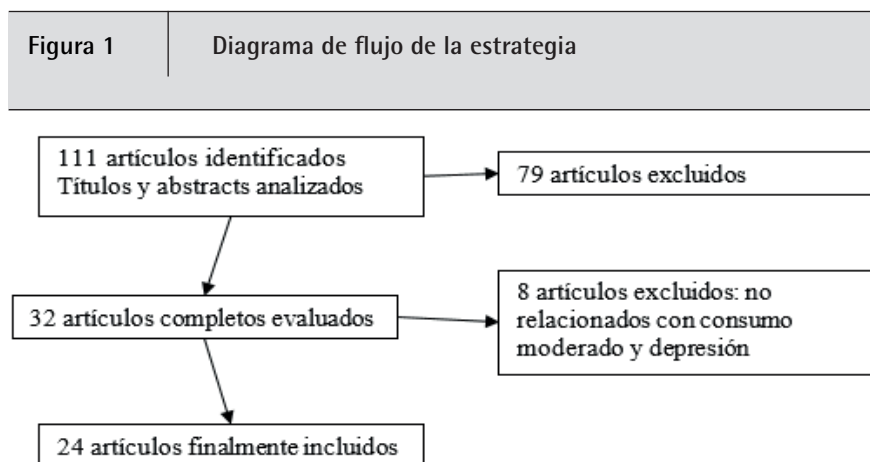 Figura 1
Diagrama de flujo de la estrategia
111 artículos identificados
Títulos y abstracts analizados
79 artículos excluidos
32 artículos completos evaluados
8 artículos excluidos: no
relacionados con consumo
moderado y depresión
24 artículos finalmente incluidos